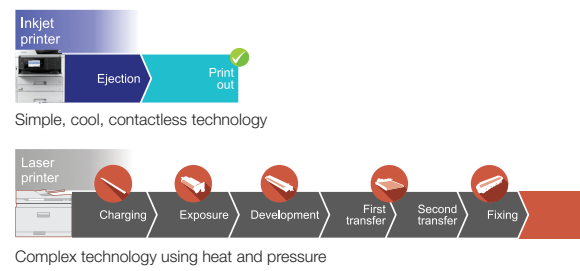 Inkjet
printer
Ejection
Print
out
Simple, cool, contactless technology
Laser
printer
Charging
Exposure
Development
First
transfer
Second
transfer
Fixing
Complex technology using heat and pressure